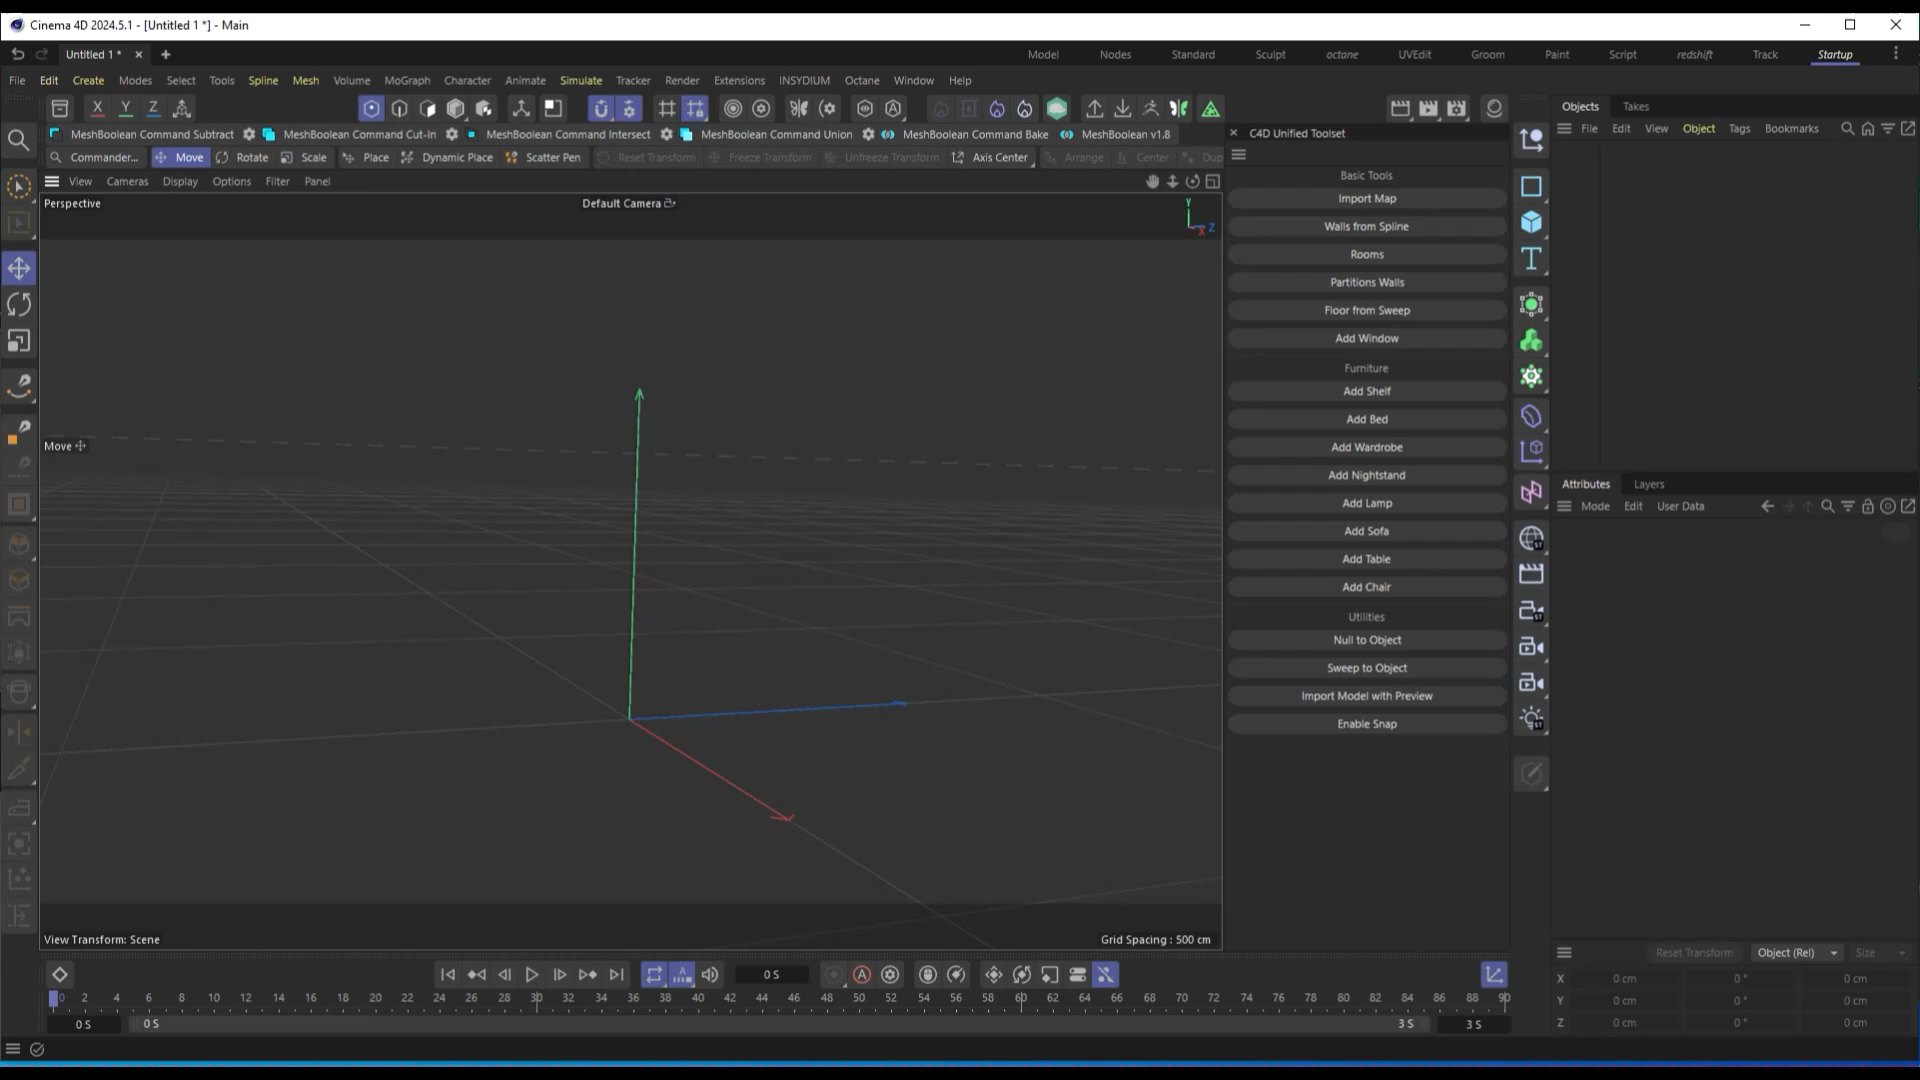 Cinema 4D 2024.5.1 - [Untitled 1 *] - Main
Untitled 1 *
Model Nodes Standard Sculpt octane UVEdit Groom Paint Script redshift Track Startup
File Edit Create Modes Select Tools Spline Mesh Volume MoGraph Character Animate Simulate Tracker Render Extensions INSYDIUM Octane Window Help
X Y Z
MeshBoolean Command Subtract MeshBoolean Command Cut-In MeshBoolean Command Intersect MeshBoolean Command Union MeshBoolean Command Bake MeshBoolean v1.8
Commander... Move Rotate Scale Place Dynamic Place Scatter Pen Reset Transform Freeze Transform Unfreeze Transform Axis Center Arrange Center Dup
View Cameras Display Options Filter Panel
Perspective
Default Camera
Y
X
Z
Move
View Transform: Scene
Grid Spacing : 500 cm
C4D Unified Toolset
Basic Tools
Import Map
Walls from Spline
Rooms
Partitions Walls
Floor from Sweep
Add Window
Furniture
Add Shelf
Add Bed
Add Wardrobe
Add Nightstand
Add Lamp
Add Sofa
Add Table
Add Chair
Utilities
Null to Object
Sweep to Object
Import Model with Preview
Enable Snap
Objects Takes
File Edit View Object Tags Bookmarks
Attributes Layers
Mode Edit User Data
Reset Transform Object (Rel) Size
X 0 cm 0 ° 0 cm
Y 0 cm 0 ° 0 cm
Z 0 cm 0 ° 0 cm
0 S
0 2 4 6 8 10 12 14 16 18 20 22 24 26 28 30 32 34 36 38 40 42 44 46 48 50 52 54 56 58 60 62 64 66 68 70 72 74 76 78 80 82 84 86 88 90
0 S 0 S 3 S 3 S